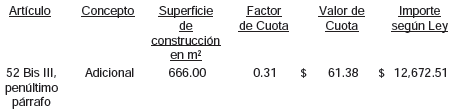 Artículo Concepto Superficie Factor Valor de Importe
de de Cuota Cuota según Ley
construcción
en m²
52 Bis III, Adicional 666.00 0.31 $ 61.38 $ 12,672.51
penúltimo
párrafo